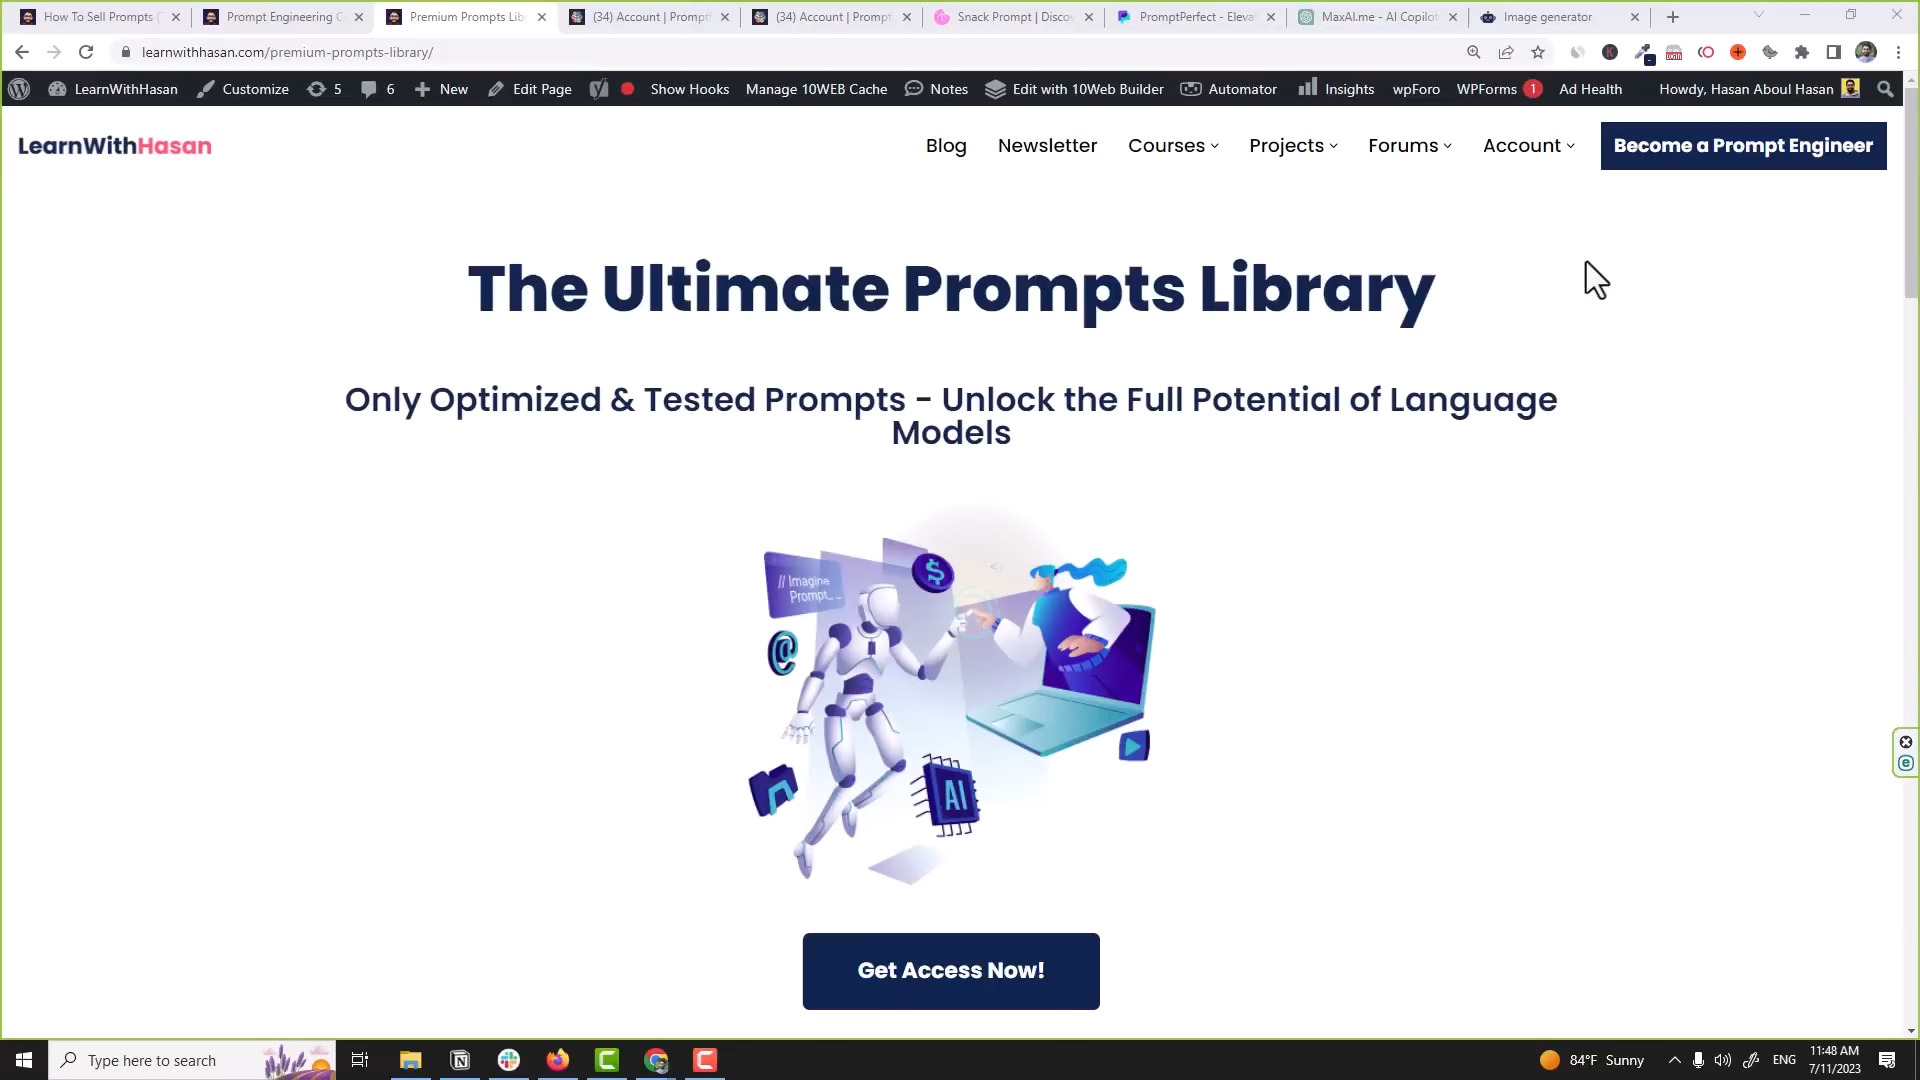 How To Sell Prompts
Prompt Engineering C
Premium Prompts Lib
(34) Account | Prompt
(34) Account | Prompt
Snack Prompt | Disco
PromptPerfect - Eleva
MaxAI.me - AI Copilot
Image generator
learnwithhasan.com/premium-prompts-library/
LearnWithHasan
Customize
5
6
New
Edit Page
Show Hooks
Manage 10WEB Cache
Notes
Edit with 10Web Builder
Automator
Insights
wpForo
WPForms 1
Ad Health
Howdy, Hasan Aboul Hasan
LearnWithHasan
Blog
Newsletter
Courses
Projects
Forums
Account
Become a Prompt Engineer
The Ultimate Prompts Library
Only Optimized & Tested Prompts - Unlock the Full Potential of Language
Models
// Imagine
Prompt_ _
$
@
AI
Get Access Now!
Type here to search
84°F Sunny
ENG
11:48 AM
7/11/2023